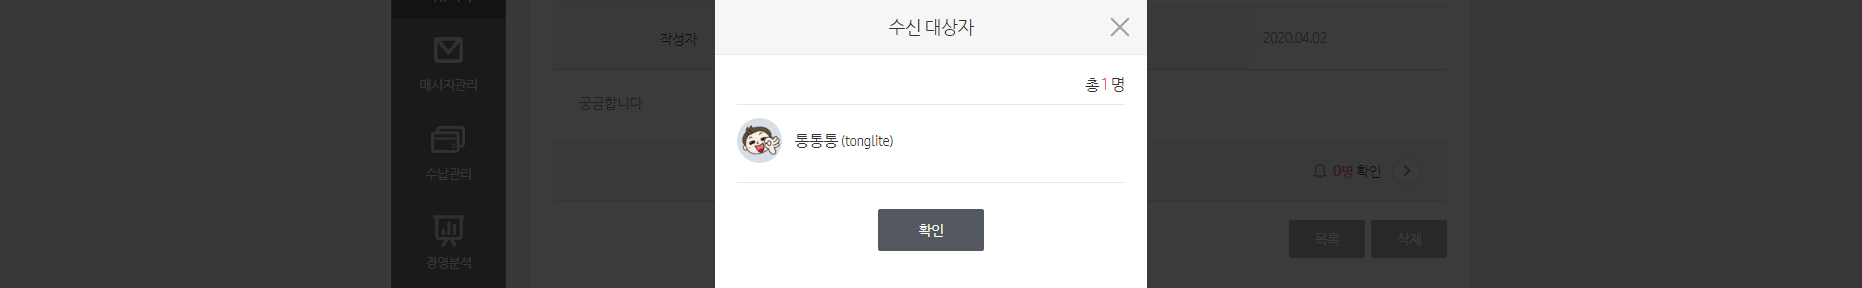 수신 대상자
작성자
2020.04.02
메시지관리
총 1 명
궁금합니다
통통통 (tonglite)
수납관리
0명 확인
확인
목록
삭제
경영분석